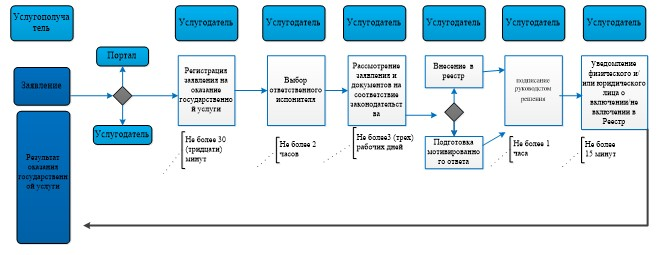 Услугополуча
тель
Услугодатель
Услугодатель
Услугодатель
Услугодатель
Услугодатель
Услугодатель
Портал
Заявление
Услугодатель
Результат
оказания
государственн
ой услуги
Регистрация
заявления на
оказание
государственно
й услуги
Выбор
ответственного
испонителя
Рассмотрение
заявления и
документов на
соответствие
законодательст
ва
Внесение в
реестр
Подготовка
мотивированно
го ответа
подписание
руководством
решения
Уведомление
физического и/
или юридического
лица о
включении/не
включении в
Реестр
Не более 30
(тридцати)
минут
Не более 2
часов
Не более3 (трех)
рабочих дней
Не более 1
часа
Не более
15 минут